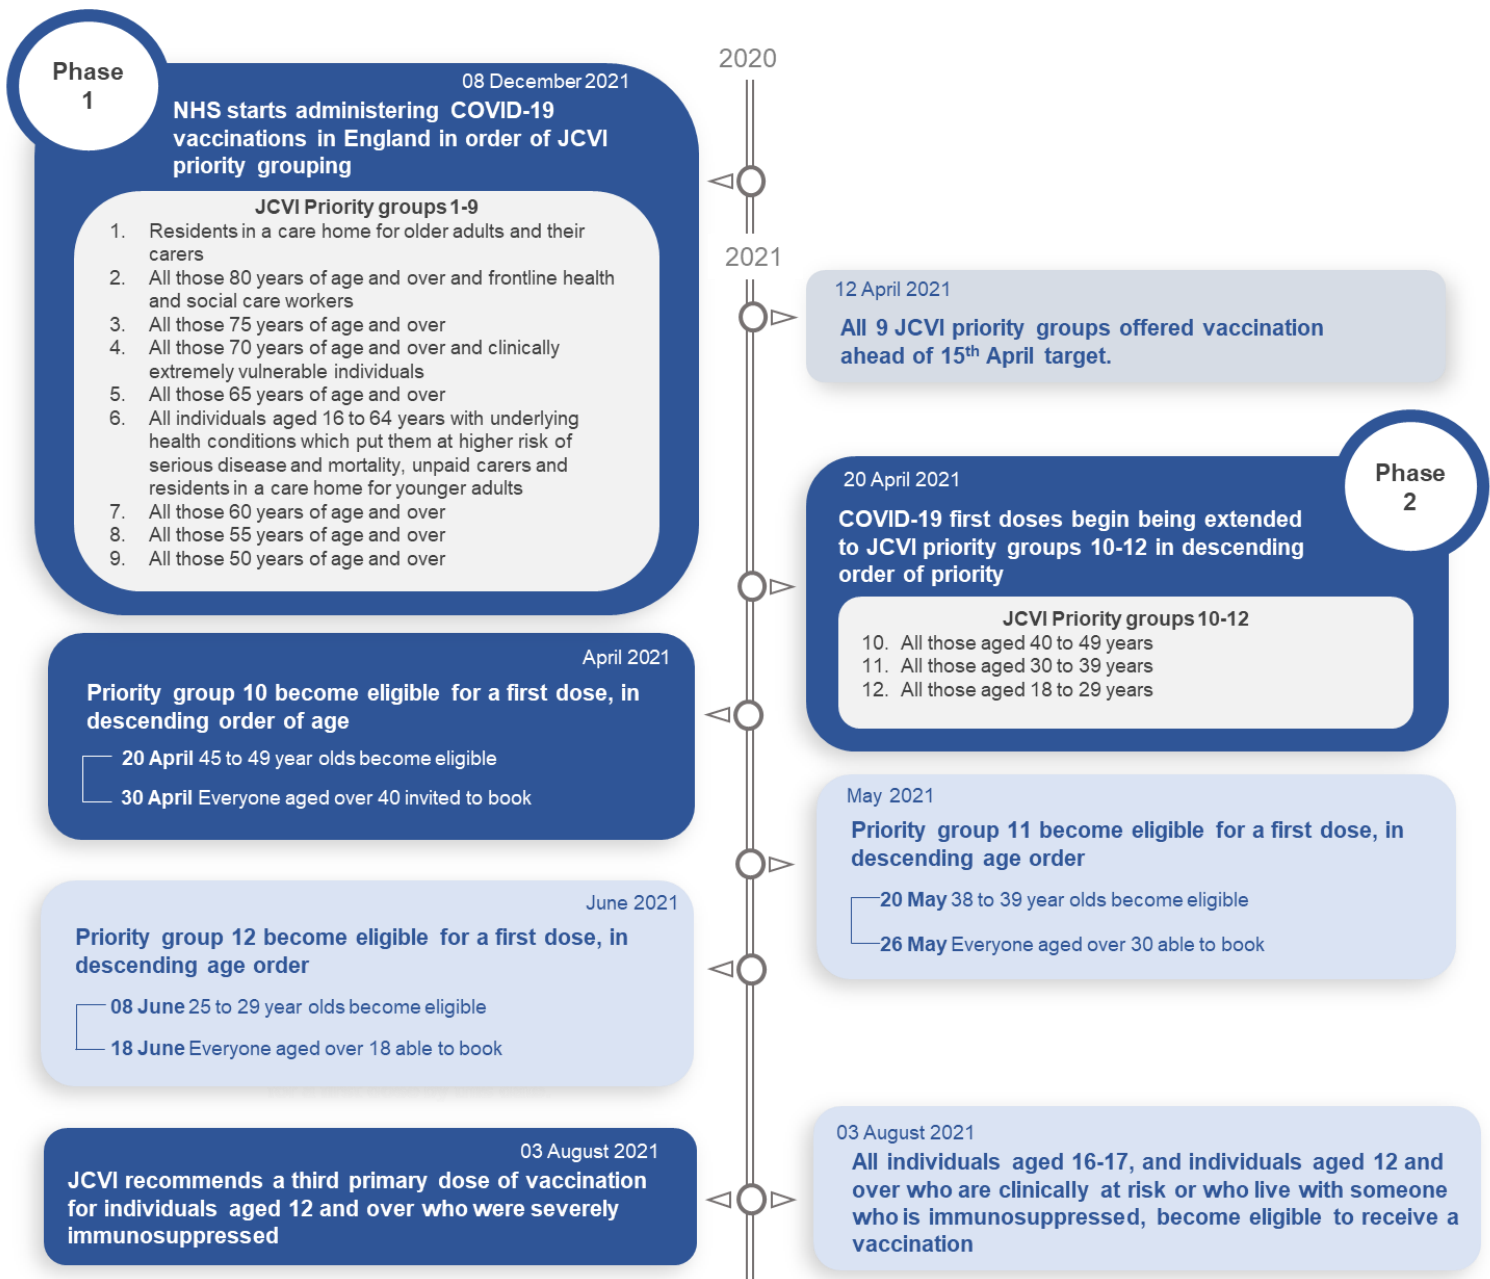 Phase
1
08 December 2021
NHS starts administering COVID-19
vaccinations in England in order of JCVI
priority grouping
JCVI Priority groups 1-9
1. Residents in a care home for older adults and their
carers
2. All those 80 years of age and over and frontline health
and social care workers
3. All those 75 years of age and over
4. All those 70 years of age and over and clinically
extremely vulnerable individuals
5. All those 65 years of age and over
6. All individuals aged 16 to 64 years with underlying
health conditions which put them at higher risk of
serious disease and mortality, unpaid carers and
residents in a care home for younger adults
7. All those 60 years of age and over
8. All those 55 years of age and over
9. All those 50 years of age and over
2020
2021
12 April 2021
All 9 JCVI priority groups offered vaccination
ahead of 15th April target.
Phase
2
20 April 2021
COVID-19 first doses begin being extended
to JCVI priority groups 10-12 in descending
order of priority
JCVI Priority groups 10-12
10. All those aged 40 to 49 years
11. All those aged 30 to 39 years
12. All those aged 18 to 29 years
April 2021
Priority group 10 become eligible for a first dose, in
descending order of age
20 April 45 to 49 year olds become eligible
30 April Everyone aged over 40 invited to book
May 2021
Priority group 11 become eligible for a first dose, in
descending age order
20 May 38 to 39 year olds become eligible
26 May Everyone aged over 30 able to book
June 2021
Priority group 12 become eligible for a first dose, in
descending age order
08 June 25 to 29 year olds become eligible
18 June Everyone aged over 18 able to book
03 August 2021
JCVI recommends a third primary dose of vaccination
for individuals aged 12 and over who were severely
immunosuppressed
03 August 2021
All individuals aged 16-17, and individuals aged 12 and
over who are clinically at risk or who live with someone
who is immunosuppressed, become eligible to receive a
vaccination